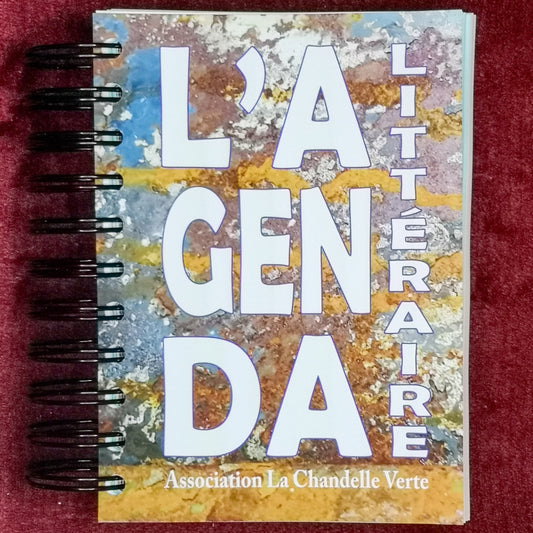 L'A
GEN
DA
LITTÉRAIRE
Association La Chandelle Verte